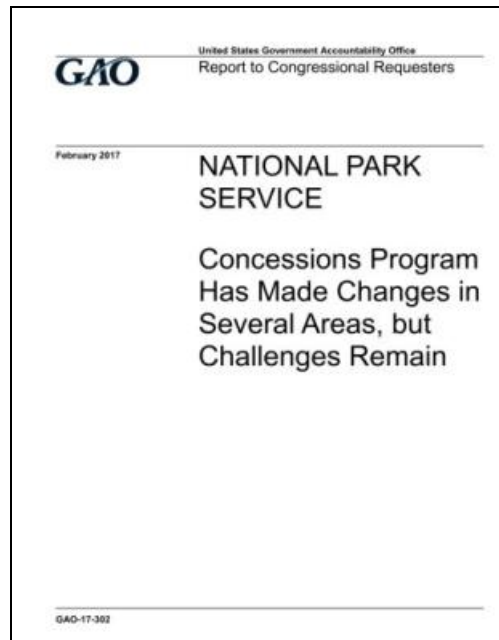 United States Government Accountability Office
GAO
Report to Congressional Requesters
February 2017
NATIONAL PARK
SERVICE
Concessions Program
Has Made Changes in
Several Areas, but
Challenges Remain
GAO-17-302